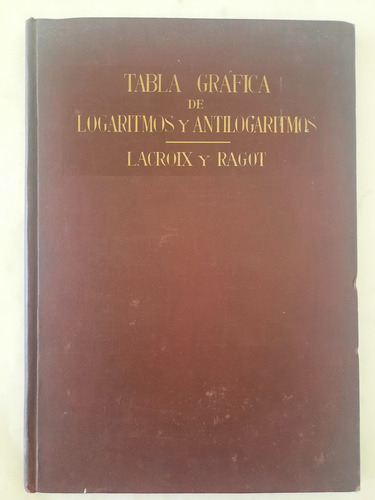 TABLA GRÁFICA
DE
LOGARITMOS Y ANTILOGARITMOS
LACROIX Y RAGOT